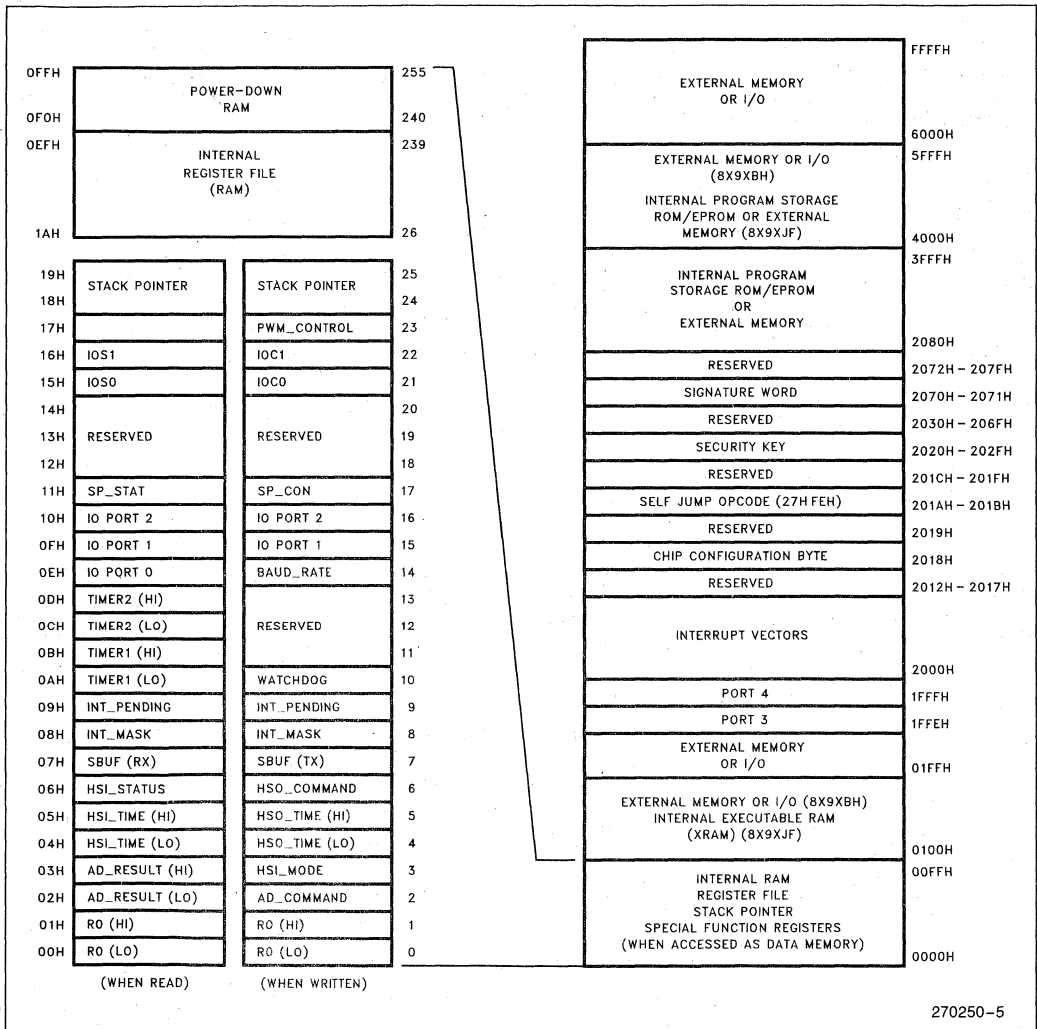 0FFH POWER-DOWN RAM 255
0F0H 240
0EFH INTERNAL REGISTER FILE (RAM) 239
1AH 26
19H STACK POINTER STACK POINTER 25
18H 24
17H PWM_CONTROL 23
16H IOS1 IOC1 22
15H IOS0 IOC0 21
14H 20
13H RESERVED RESERVED 19
12H 18
11H SP_STAT SP_CON 17
10H IO PORT 2 IO PORT 2 16
0FH IO PORT 1 IO PORT 1 15
0EH IO PORT 0 BAUD_RATE 14
0DH TIMER2 (HI) 13
0CH TIMER2 (LO) RESERVED 12
0BH TIMER1 (HI) 11
0AH TIMER1 (LO) WATCHDOG 10
09H INT_PENDING INT_PENDING 9
08H INT_MASK INT_MASK 8
07H SBUF (RX) SBUF (TX) 7
06H HSI_STATUS HSO_COMMAND 6
05H HSI_TIME (HI) HSO_TIME (HI) 5
04H HSI_TIME (LO) HSO_TIME (LO) 4
03H AD_RESULT (HI) HSI_MODE 3
02H AD_RESULT (LO) AD_COMMAND 2
01H R0 (HI) R0 (HI) 1
00H R0 (LO) R0 (LO) 0
(WHEN READ) (WHEN WRITTEN)
FFFFH
EXTERNAL MEMORY
OR I/O
6000H
EXTERNAL MEMORY OR I/O 5FFFH
(8X9XBH)
INTERNAL PROGRAM STORAGE
ROM/EPROM OR EXTERNAL
MEMORY (8X9XJF)
4000H
3FFFH
INTERNAL PROGRAM
STORAGE ROM/EPROM
OR
EXTERNAL MEMORY
2080H
RESERVED 2072H - 207FH
SIGNATURE WORD 2070H - 2071H
RESERVED 2030H - 206FH
SECURITY KEY 2020H - 202FH
RESERVED 201CH - 201FH
SELF JUMP OPCODE (27H FEH) 201AH - 201BH
RESERVED 2019H
CHIP CONFIGURATION BYTE 2018H
RESERVED 2012H - 2017H
INTERRUPT VECTORS
2000H
PORT 4 1FFFH
PORT 3 1FFEH
EXTERNAL MEMORY
OR I/O 01FFH
EXTERNAL MEMORY OR I/O (8X9XBH)
INTERNAL EXECUTABLE RAM
(XRAM) (8X9XJF)
0100H
00FFH
INTERNAL RAM
REGISTER FILE
STACK POINTER
SPECIAL FUNCTION REGISTERS
(WHEN ACCESSED AS DATA MEMORY)
0000H
270250-5